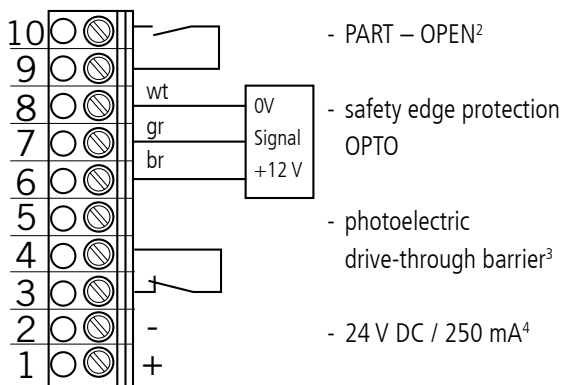 10
- PART – OPEN²
9
wt
8
0V
- safety edge protection
gr
7
Signal
OPTO
br
6
+12 V
5
- photoelectric
4
drive-through barrier³
3
2
-
- 24 V DC / 250 mA⁴
1
+